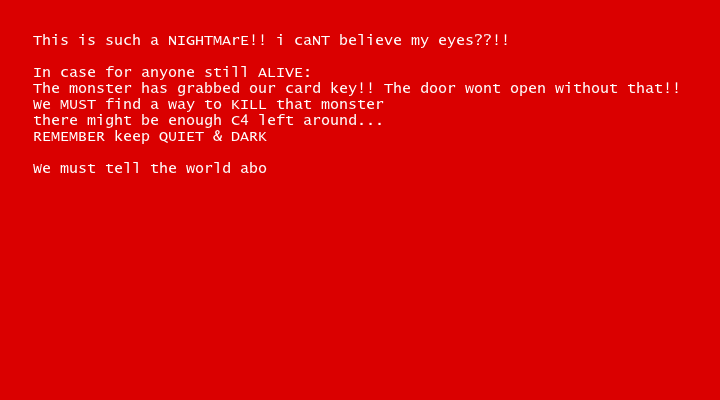 This is such a NIGHTMArE!! i caNT believe my eyes??!!
In case for anyone still ALIVE:
The monster has grabbed our card key!! The door wont open without that!!
We MUST find a way to KILL that monster
there might be enough C4 left around...
REMEMBER keep QUIET & DARK
We must tell the world abo